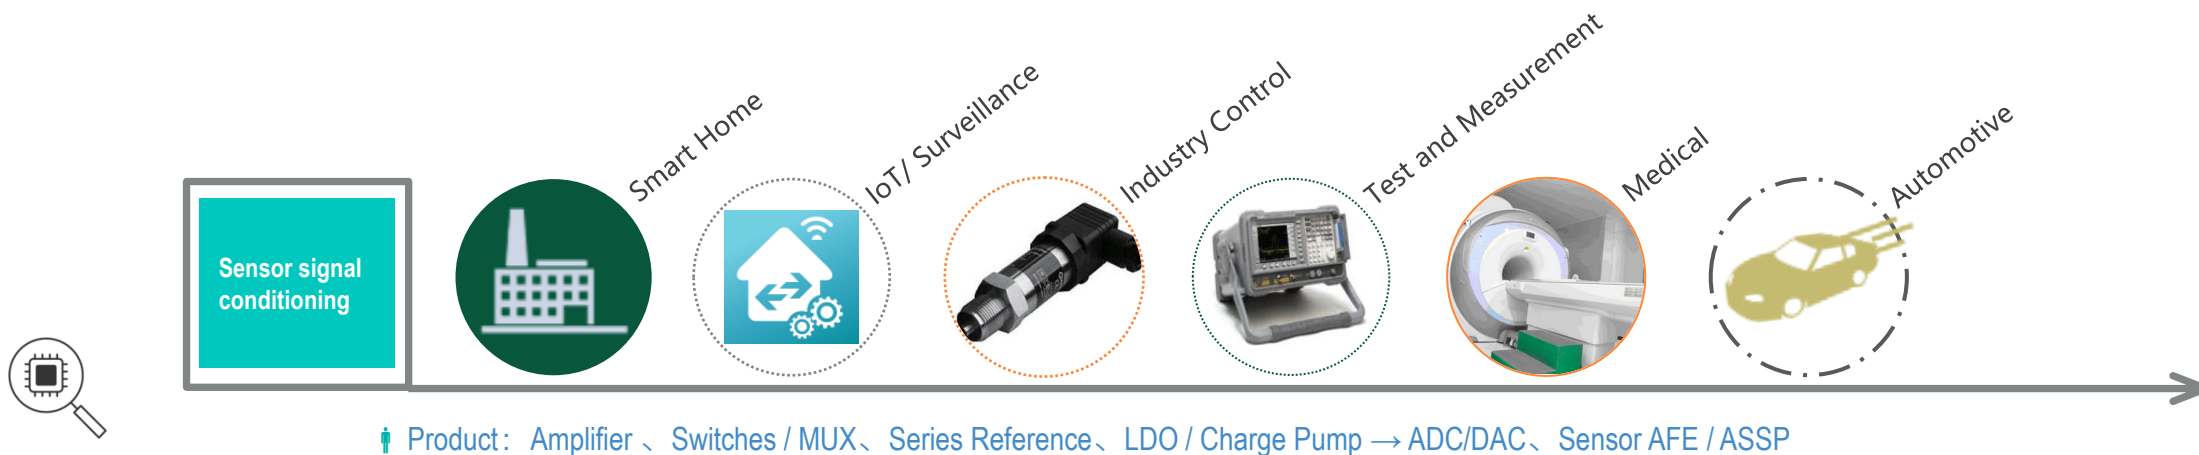 Smart Home
IoT/ Surveillance
Industry Control
Test and Measurement
Medical
Automotive
Sensor signal
conditioning
Product： Amplifier 、 Switches / MUX、 Series Reference、 LDO / Charge Pump → ADC/DAC、 Sensor AFE / ASSP